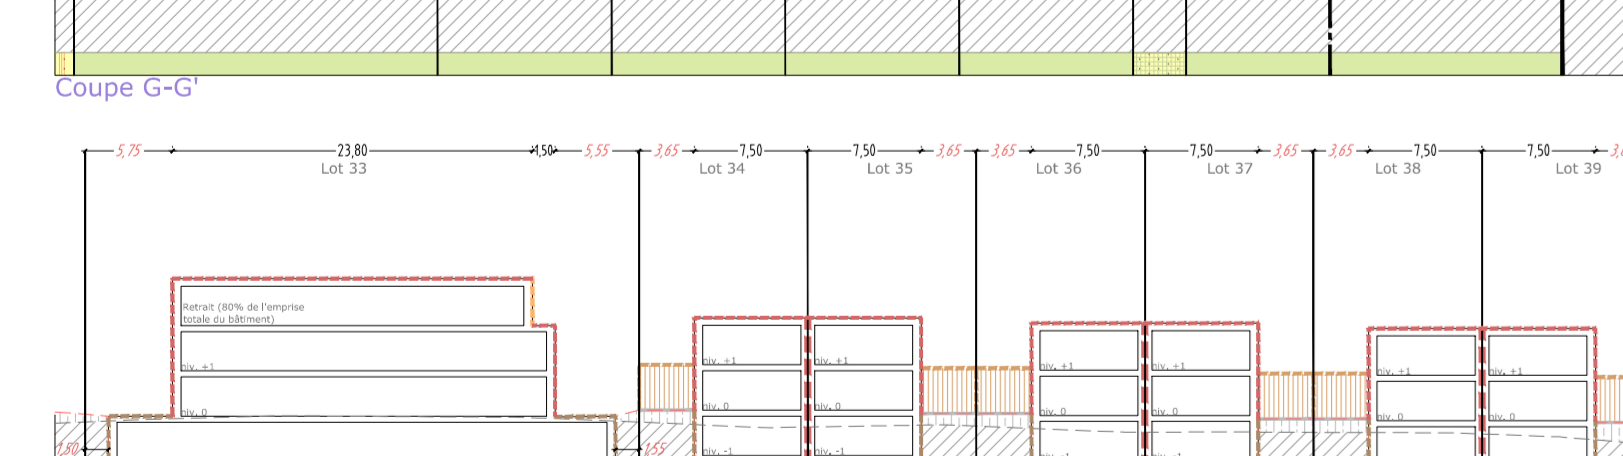 Coupe G-G'
5,75 23,80 1,50 5,55 3,65 7,50 7,50 3,65 3,65 7,50 7,50 3,65 3,65 7,50 7,50
Lot 33 Lot 34 Lot 35 Lot 36 Lot 37 Lot 38 Lot 39
Retrait (80% de l'emprise
totale du bâtiment)
niv. +1 niv. +1 niv. +1 niv. +1 niv. +1 niv. +1 niv. +1
niv. 0 niv. 0 niv. 0 niv. 0 niv. 0 niv. 0 niv. 0
1,50 1,55 niv. -1 niv. -1